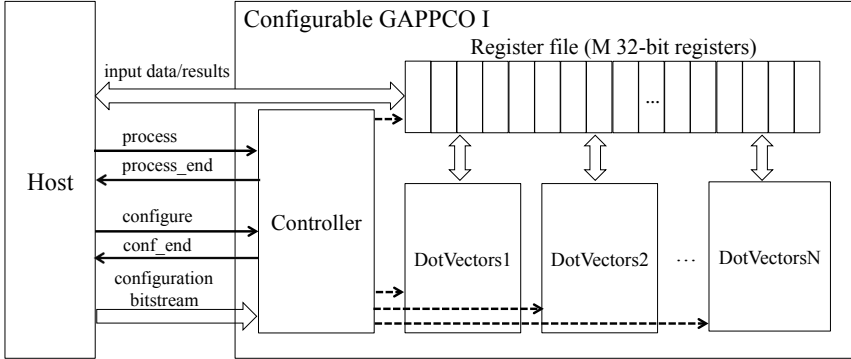 Configurable GAPPCO I
Register file (M 32-bit registers)
input data/results
...
process
process_end
Host
Controller
configure
conf_end
DotVectors1
DotVectors2
...
DotVectorsN
configuration
bitstream